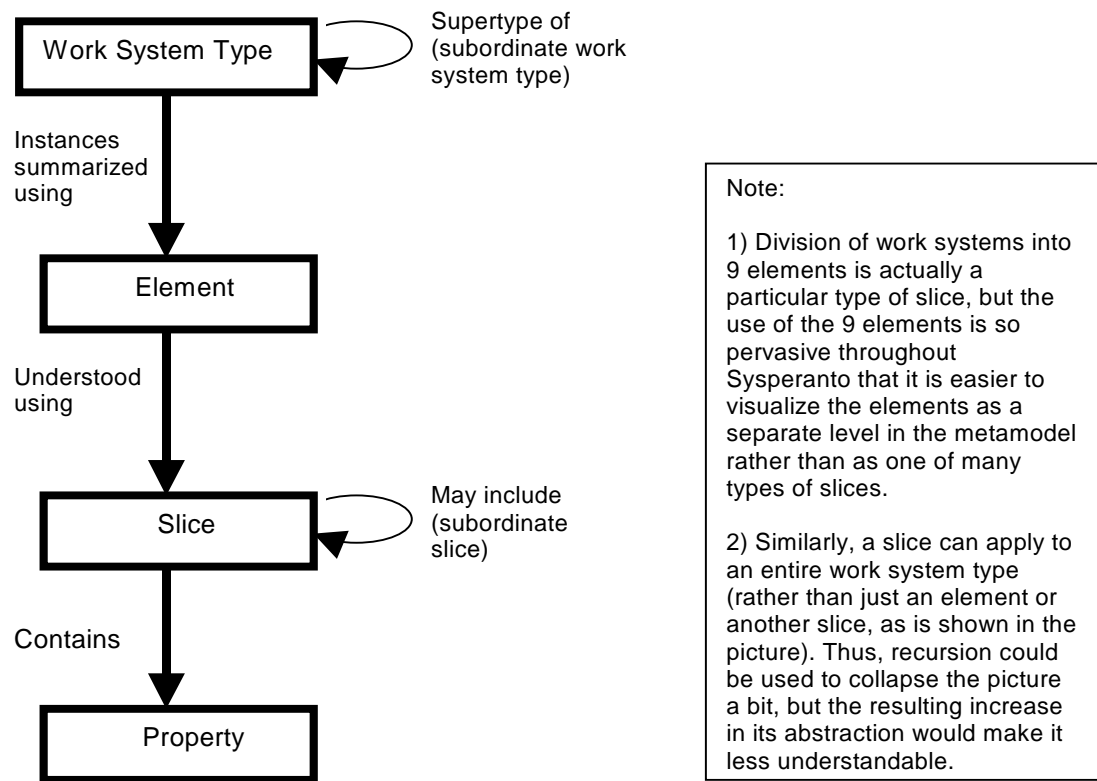 Work System Type
Supertype of
(subordinate work
system type)
Instances
summarized
using
Element
Understood
using
Slice
May include
(subordinate
slice)
Contains
Property
Note:
1) Division of work systems into
9 elements is actually a
particular type of slice, but the
use of the 9 elements is so
pervasive throughout
Sysperanto that it is easier to
visualize the elements as a
separate level in the metamodel
rather than as one of many
types of slices.
2) Similarly, a slice can apply to
an entire work system type
(rather than just an element or
another slice, as is shown in the
picture). Thus, recursion could
be used to collapse the picture
a bit, but the resulting increase
in its abstraction would make it
less understandable.